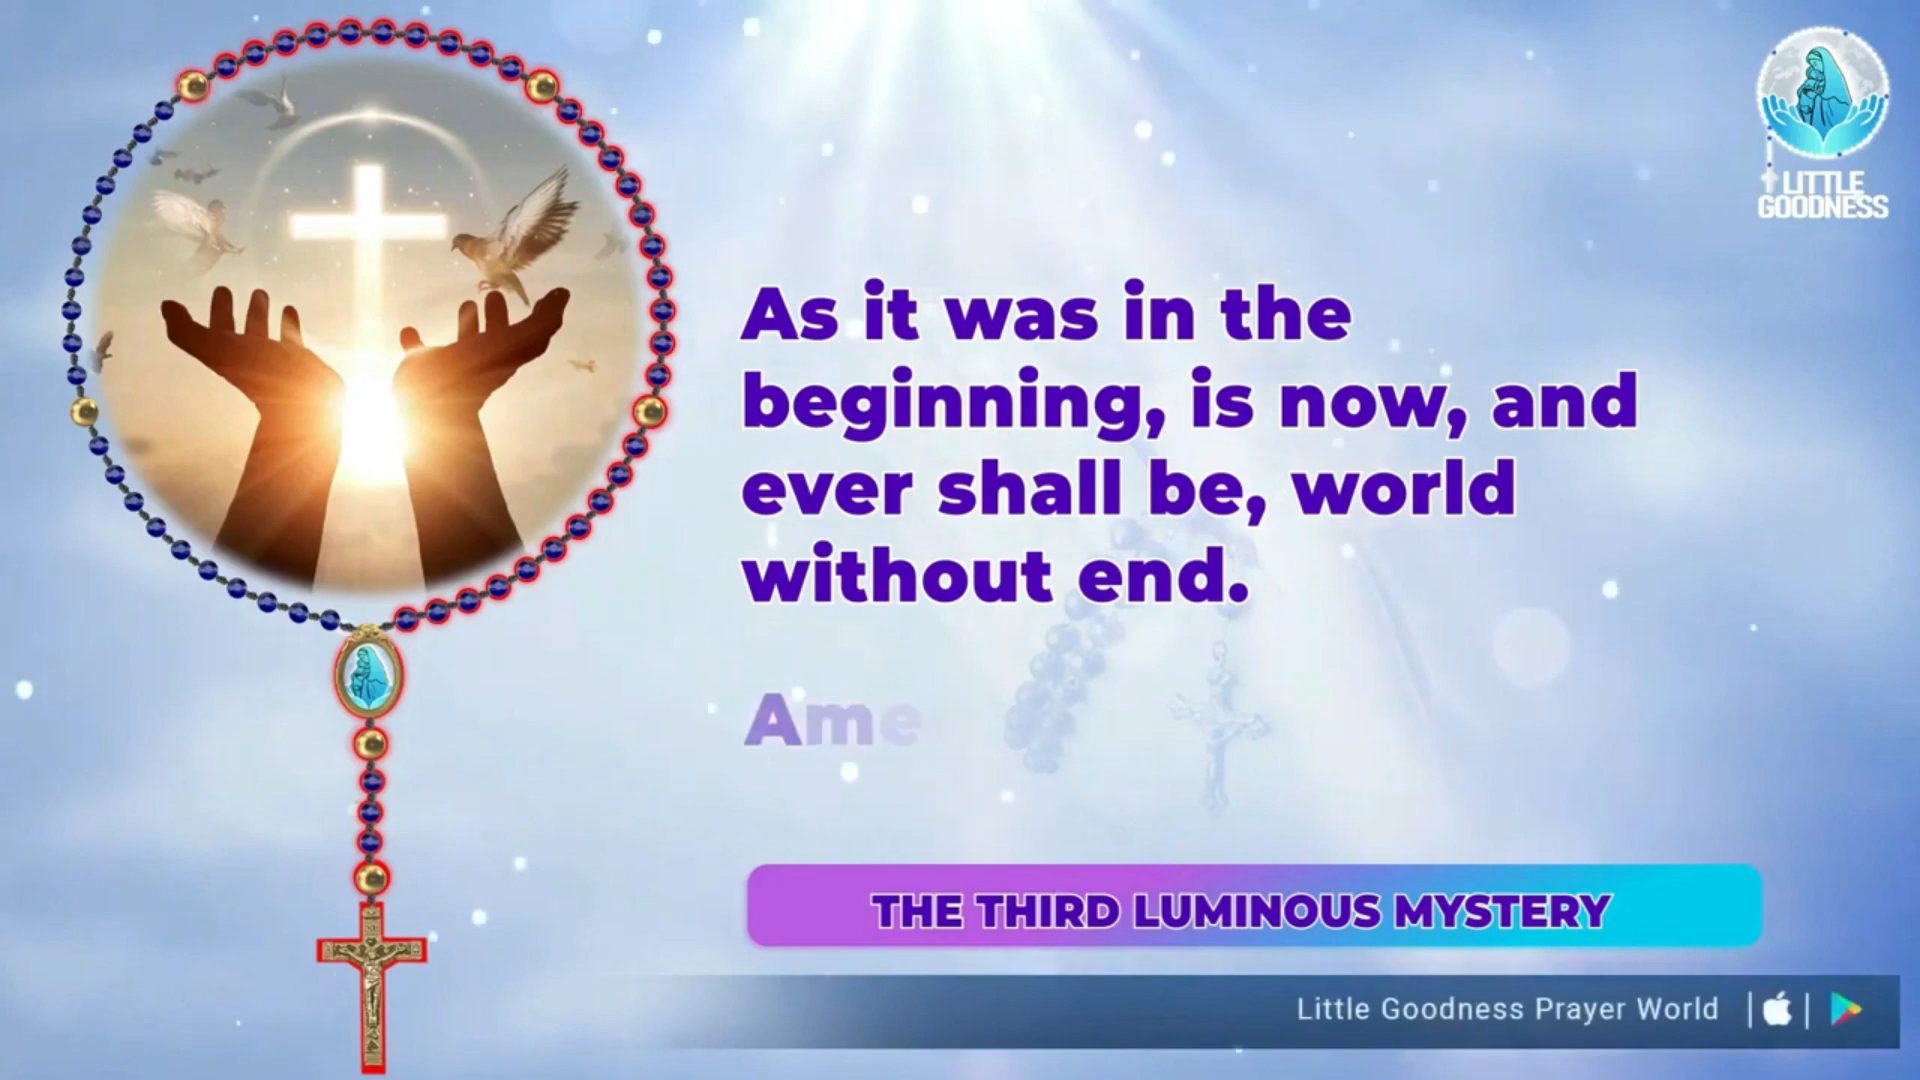 LITTLE
GOODNESS
As it was in the
beginning, is now, and
ever shall be, world
without end.
Ame
THE THIRD LUMINOUS MYSTERY
Little Goodness Prayer World